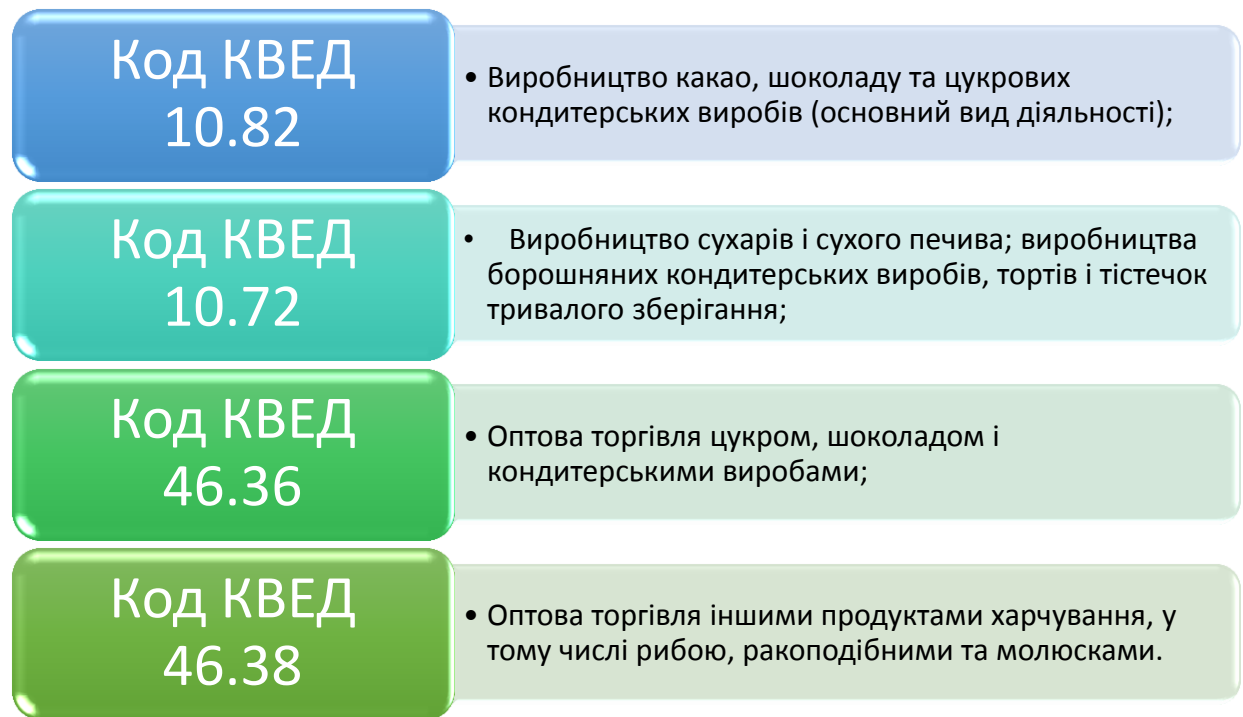 Код КВЕД
10.82
• Виробництво какао, шоколаду та цукрових
кондитерських виробів (основний вид діяльності);
Код КВЕД
10.72
• Виробництво сухарів і сухого печива; виробництва
борошняних кондитерських виробів, тортів і тістечок
тривалого зберігання;
Код КВЕД
46.36
• Оптова торгівля цукром, шоколадом і
кондитерськими виробами;
Код КВЕД
46.38
• Оптова торгівля іншими продуктами харчування, у
тому числі рибою, ракоподібними та молюсками.